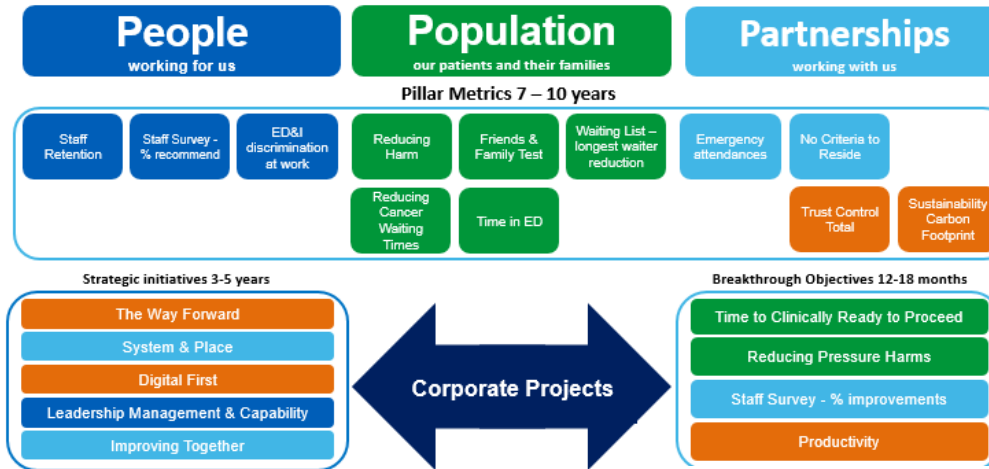 People
working for us
Population
our patients and their families
Partnerships
working with us
Pillar Metrics 7 – 10 years
Staff
Retention
Staff Survey -
% recommend
ED&I
discrimination
at work
Reducing
Harm
Friends &
Family Test
Waiting List –
longest waiter
reduction
Emergency
attendances
No Criteria to
Reside
Reducing
Cancer
Waiting
Times
Time in ED
Trust Control
Total
Sustainability
Carbon
Footprint
Strategic initiatives 3-5 years
The Way Forward
System & Place
Digital First
Leadership Management & Capability
Improving Together
Corporate Projects
Breakthrough Objectives 12-18 months
Time to Clinically Ready to Proceed
Reducing Pressure Harms
Staff Survey - % improvements
Productivity